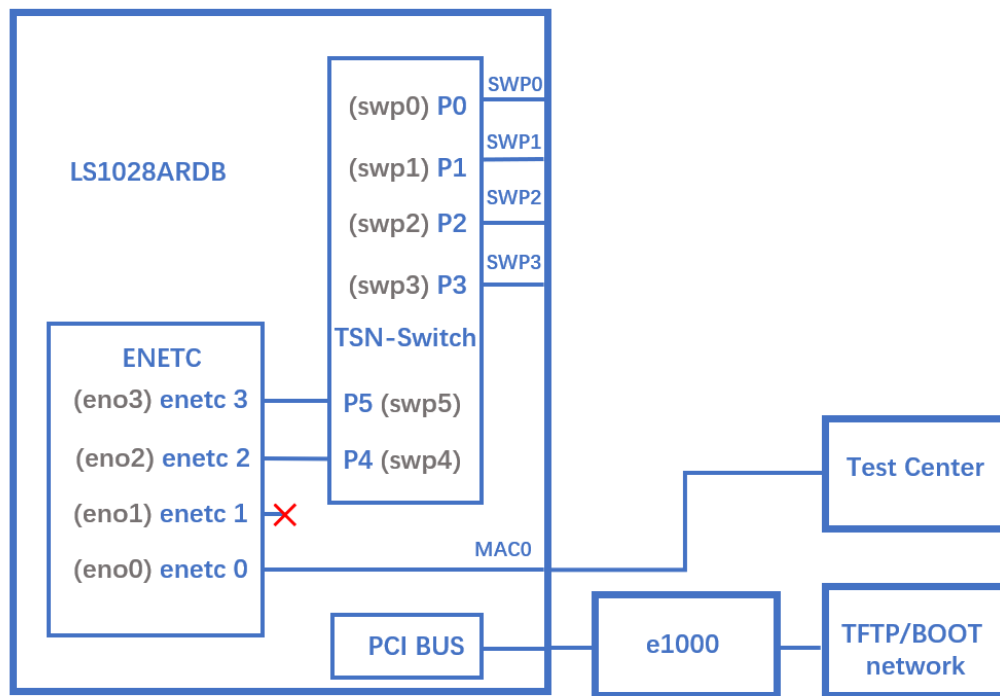 SWP0
(swp0) P0
SWP1
(swp1) P1
LS1028ARDB
SWP2
(swp2) P2
SWP3
(swp3) P3
TSN-Switch
ENETC
(eno3) enetc 3
P5 (swp5)
(eno2) enetc 2
P4 (swp4)
Test Center
(eno1) enetc 1
MAC0
(eno0) enetc 0
PCI BUS
e1000
TFTP/BOOT
network